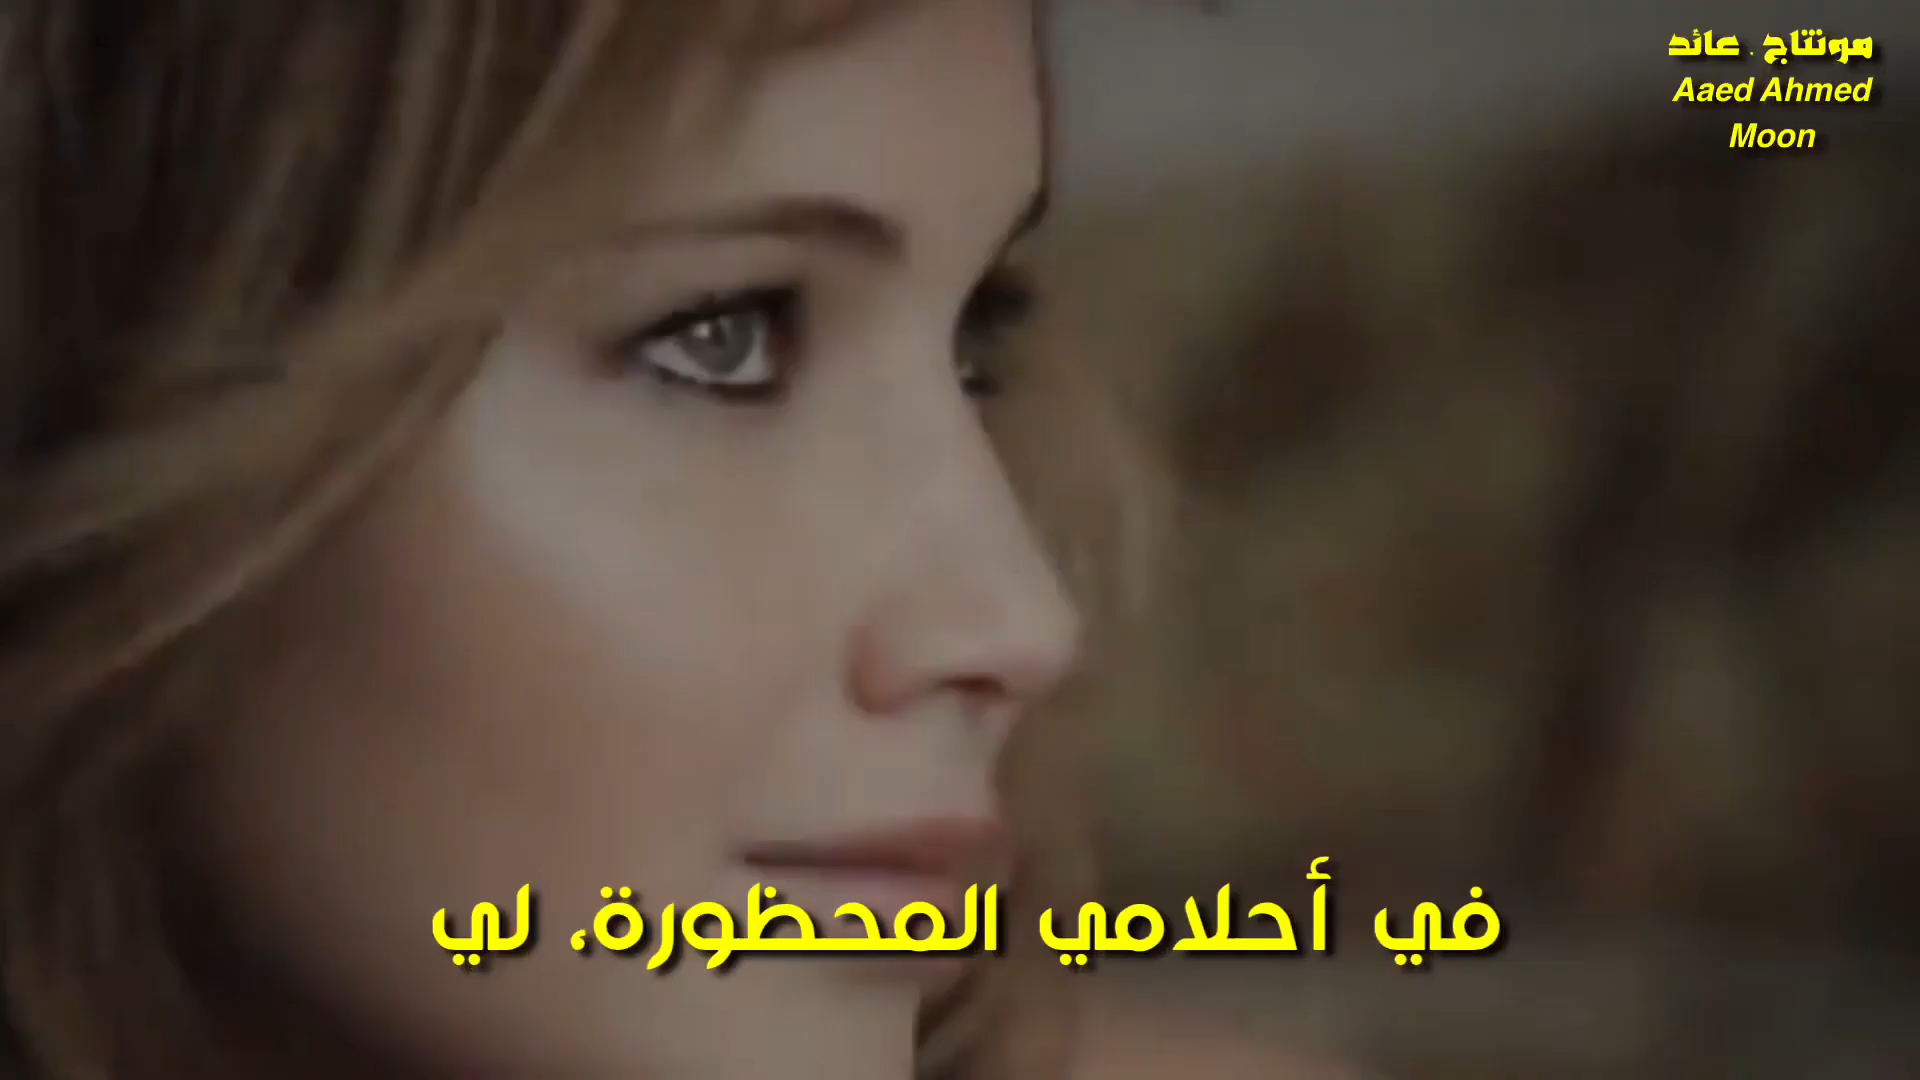 مونتاج . عائد
Aaed Ahmed
Moon
في أحلامي المحظورة، لي